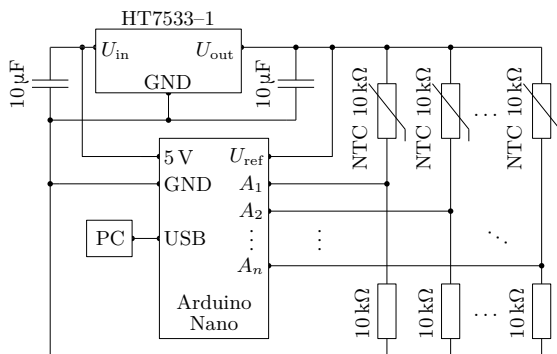 HT7533–1
U_in
U_out
GND
10 µF
10 µF
NTC 10 kΩ
NTC 10 kΩ
...
NTC 10 kΩ
5 V
U_ref
GND
A_1
A_2
PC
USB
⋮
⋮
⋱
A_n
Arduino
Nano
10 kΩ
10 kΩ
...
10 kΩ